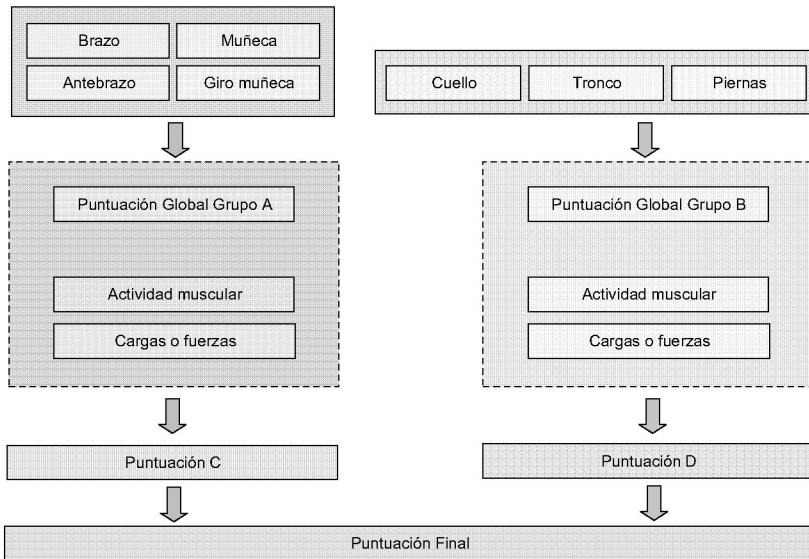 Brazo
Muñeca
Antebrazo
Giro muñeca
Cuello
Tronco
Piernas
Puntuación Global Grupo A
Actividad muscular
Cargas o fuerzas
Puntuación Global Grupo B
Actividad muscular
Cargas o fuerzas
Puntuación C
Puntuación D
Puntuación Final